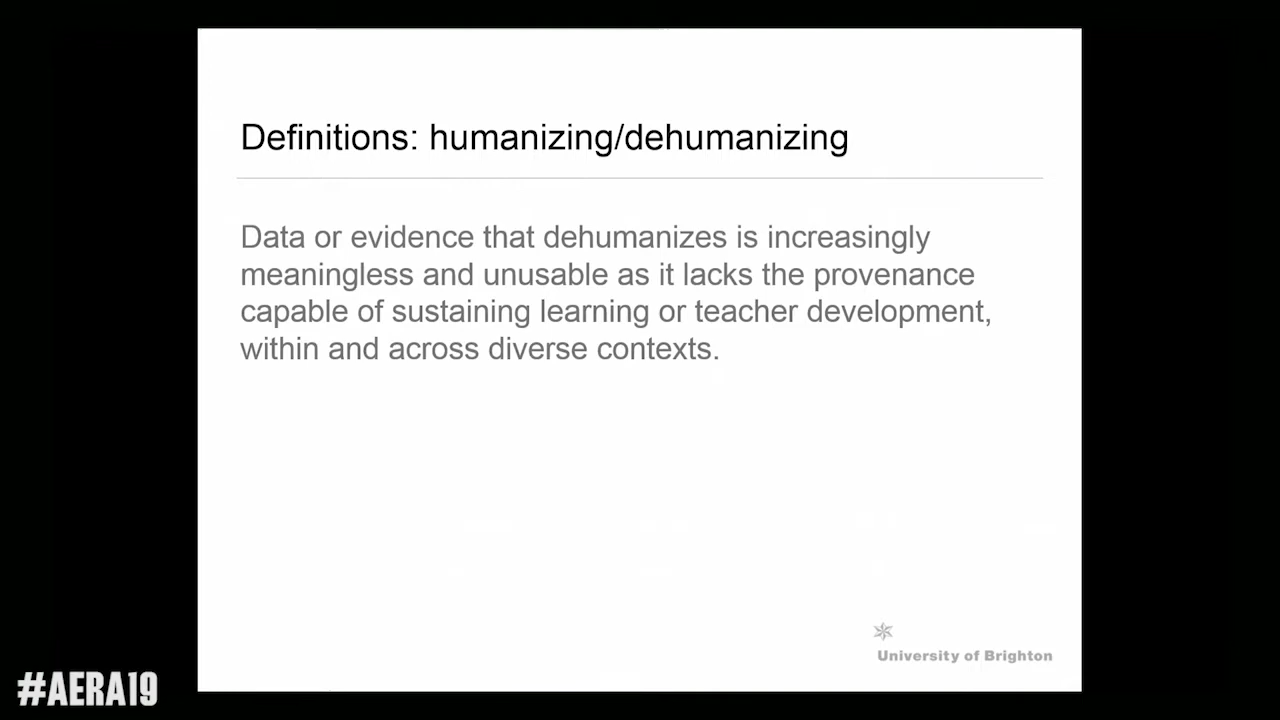 Definitions: humanizing/dehumanizing
Data or evidence that dehumanizes is increasingly
meaningless and unusable as it lacks the provenance
capable of sustaining learning or teacher development,
within and across diverse contexts.
University of Brighton
#AERA19